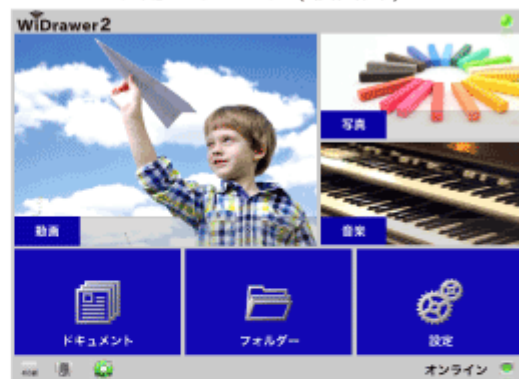 WiDrawer2
写真
動画
音楽
ドキュメント
フォルダー
設定
オンライン